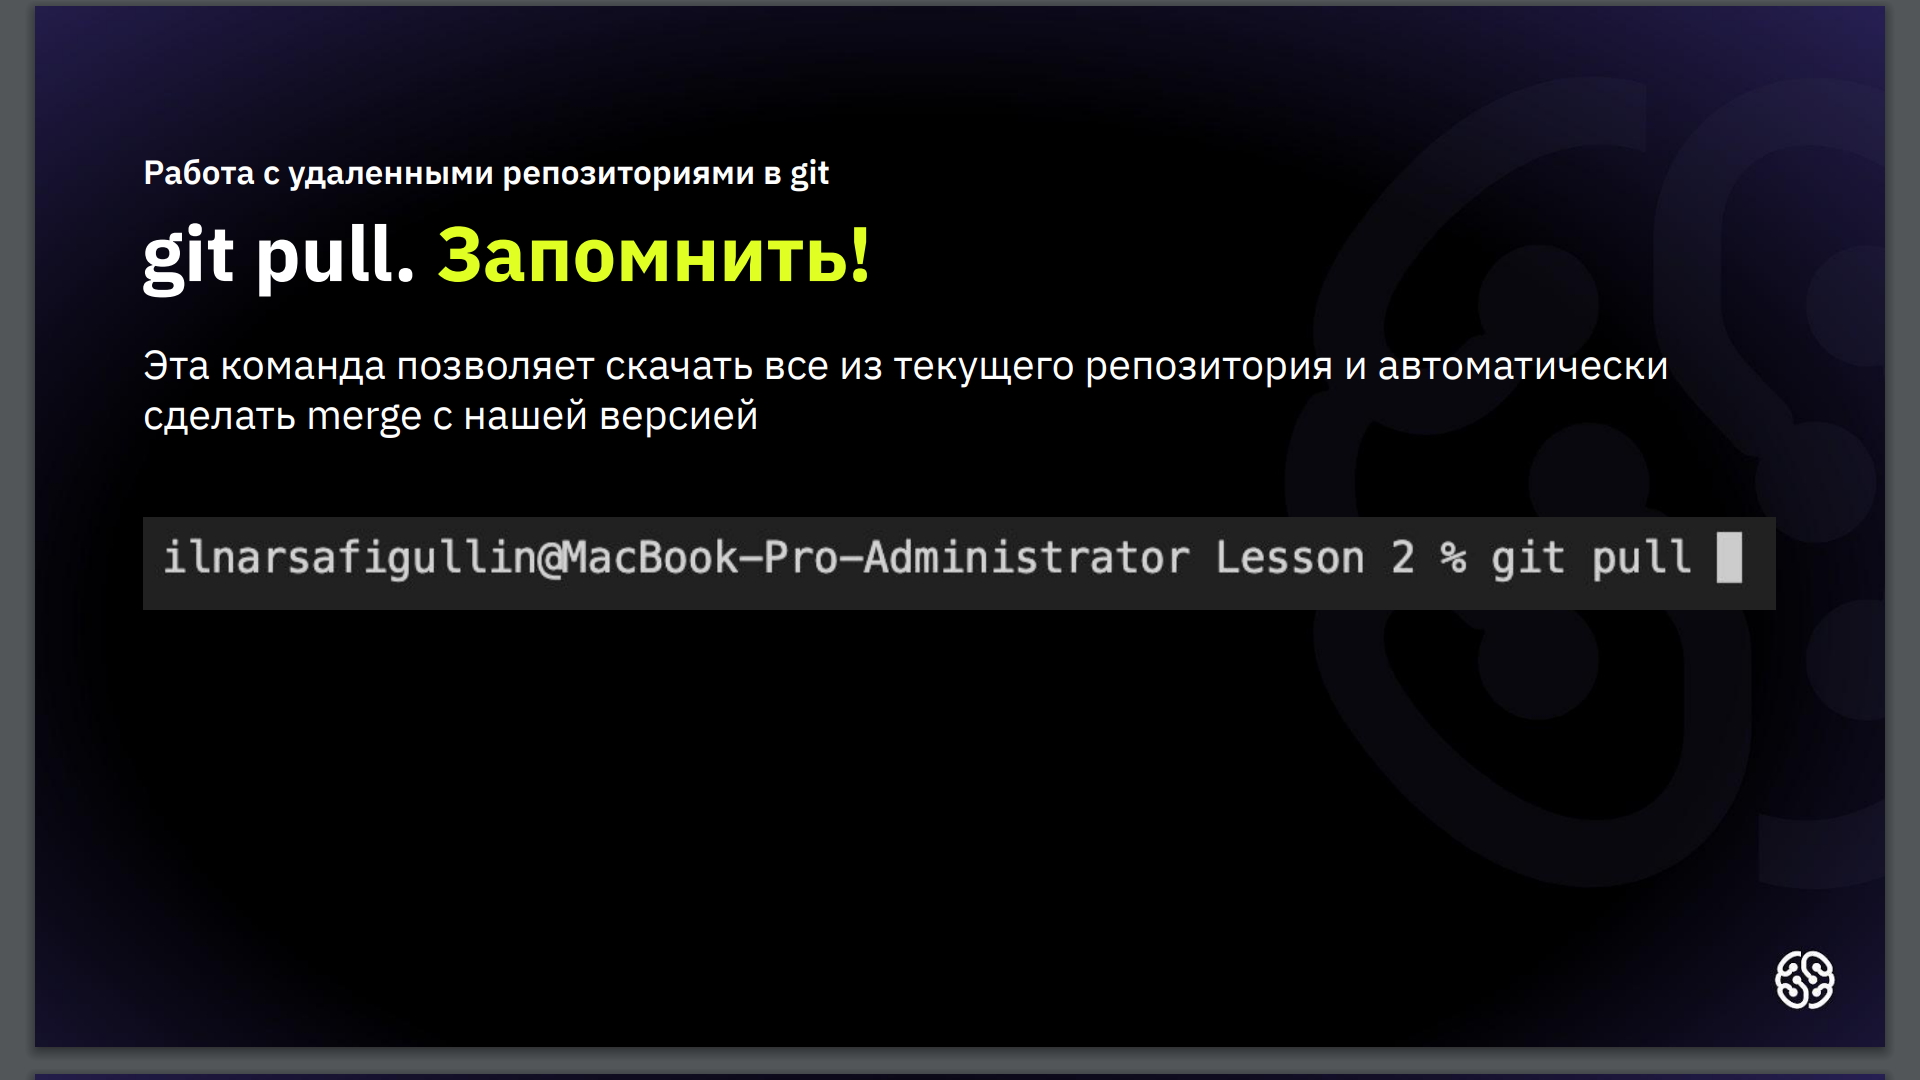 Работа с удаленными репозиториями в git
git pull. Запомнить!
Эта команда позволяет скачать все из текущего репозитория и автоматически
сделать merge с нашей версией
ilnarsafigullin@MacBook-Pro-Administrator Lesson 2 % git pull